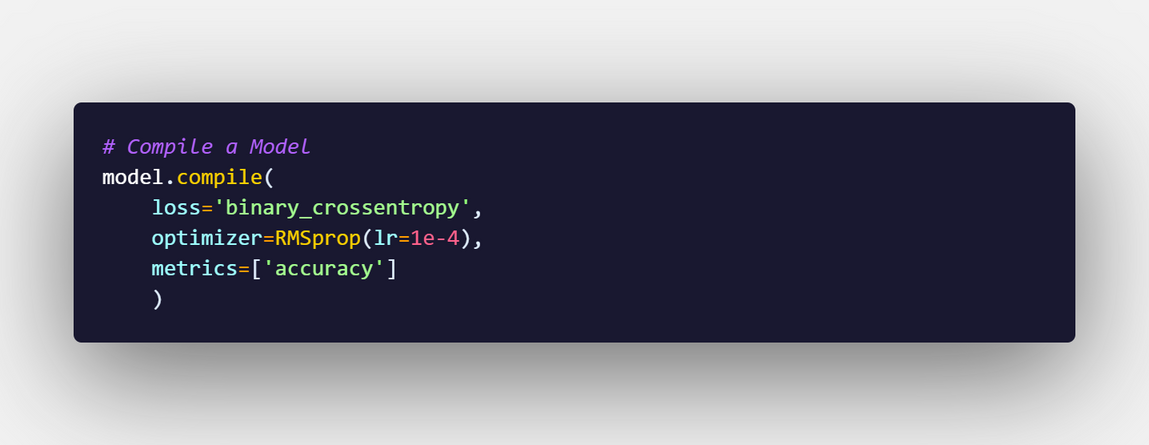 # Compile a Model
model.compile(
    loss='binary_crossentropy',
    optimizer=RMSprop(lr=1e-4),
    metrics=['accuracy']
    )